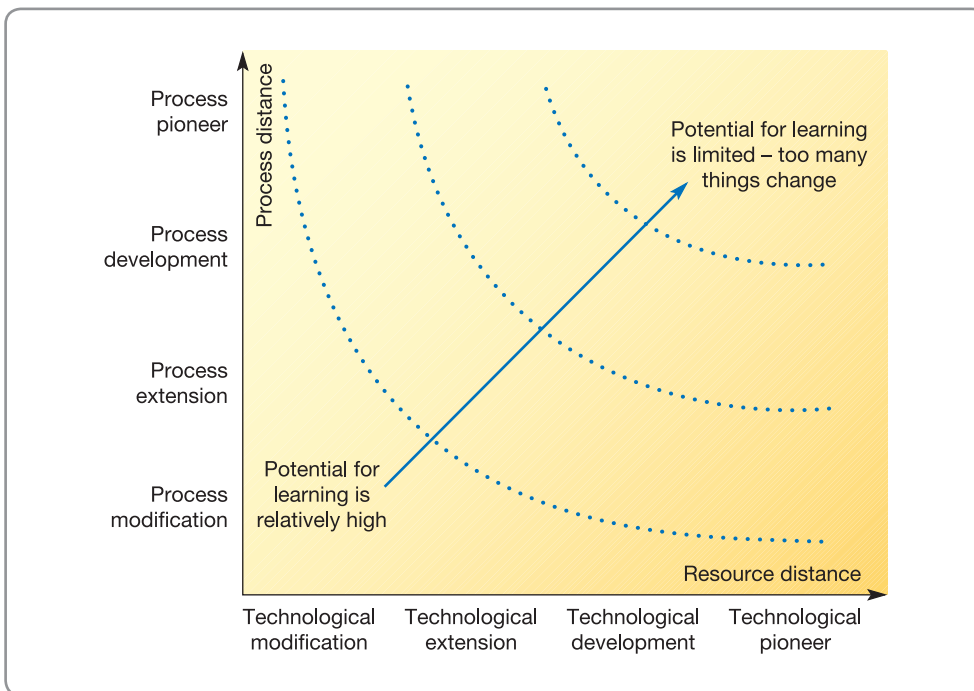 Process
pioneer
Process distance
Potential for learning
is limited – too many
things change
Process
development
Process
extension
Potential for
learning is
relatively high
Process
modification
Resource distance
Technological
modification
Technological
extension
Technological
development
Technological
pioneer